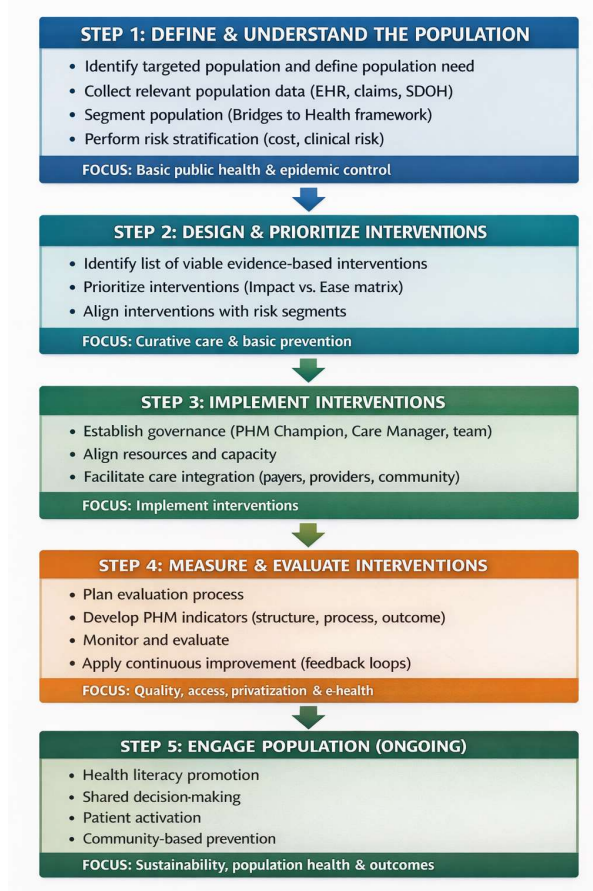 STEP 1: DEFINE & UNDERSTAND THE POPULATION
• Identify targeted population and define population need
• Collect relevant population data (EHR, claims, SDOH)
• Segment population (Bridges to Health framework)
• Perform risk stratification (cost, clinical risk)
FOCUS: Basic public health & epidemic control
STEP 2: DESIGN & PRIORITIZE INTERVENTIONS
• Identify list of viable evidence-based interventions
• Prioritize interventions (Impact vs. Ease matrix)
• Align interventions with risk segments
FOCUS: Curative care & basic prevention
STEP 3: IMPLEMENT INTERVENTIONS
• Establish governance (PHM Champion, Care Manager, team)
• Align resources and capacity
• Facilitate care integration (payers, providers, community)
FOCUS: Implement interventions
STEP 4: MEASURE & EVALUATE INTERVENTIONS
• Plan evaluation process
• Develop PHM indicators (structure, process, outcome)
• Monitor and evaluate
• Apply continuous improvement (feedback loops)
FOCUS: Quality, access, privatization & e-health
STEP 5: ENGAGE POPULATION (ONGOING)
• Health literacy promotion
• Shared decision-making
• Patient activation
• Community-based prevention
FOCUS: Sustainability, population health & outcomes